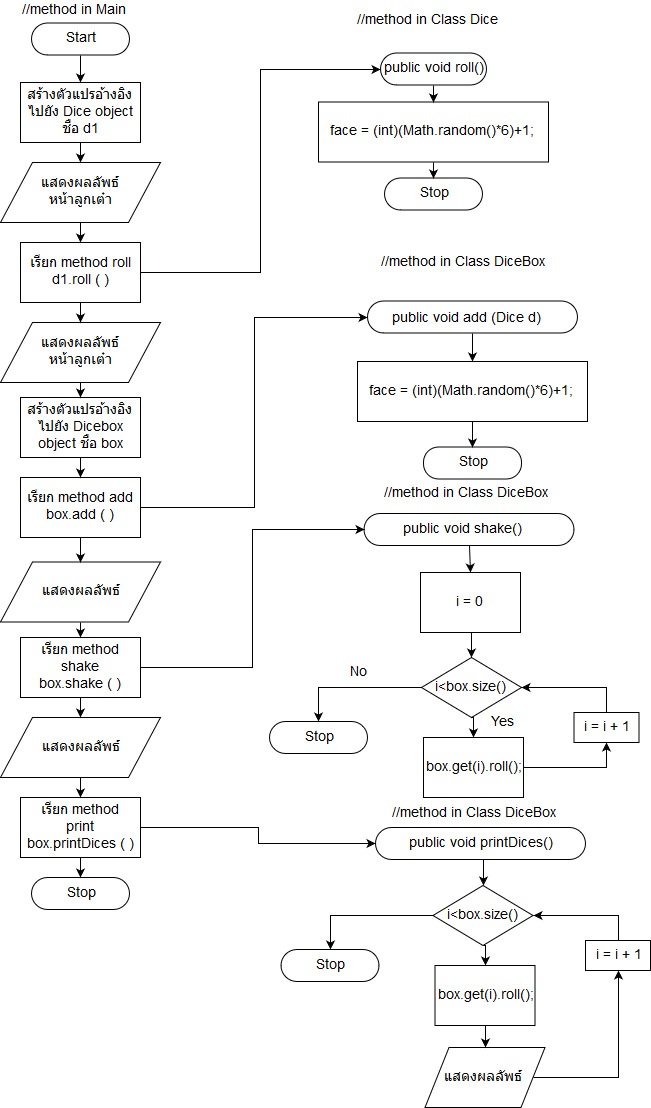 //method in Main
Start
สร้างตัวแปรอ้างอิง
ไปยัง Dice object
ชื่อ d1
แสดงผลลัพธ์
หน้าลูกเต๋า
เรียก method roll
d1.roll ( )
แสดงผลลัพธ์
หน้าลูกเต๋า
สร้างตัวแปรอ้างอิง
ไปยัง Dicebox
object ชื่อ box
เรียก method add
box.add ( )
แสดงผลลัพธ์
เรียก method
shake
box.shake ( )
แสดงผลลัพธ์
เรียก method
print
box.printDices ( )
Stop
//method in Class Dice
public void roll()
face = (int)(Math.random()*6)+1;
Stop
//method in Class DiceBox
public void add (Dice d)
face = (int)(Math.random()*6)+1;
Stop
//method in Class DiceBox
public void shake()
i = 0
No
i<box.size()
Yes
Stop
i = i + 1
box.get(i).roll();
//method in Class DiceBox
public void printDices()
i<box.size()
Stop
i = i + 1
box.get(i).roll();
แสดงผลลัพธ์